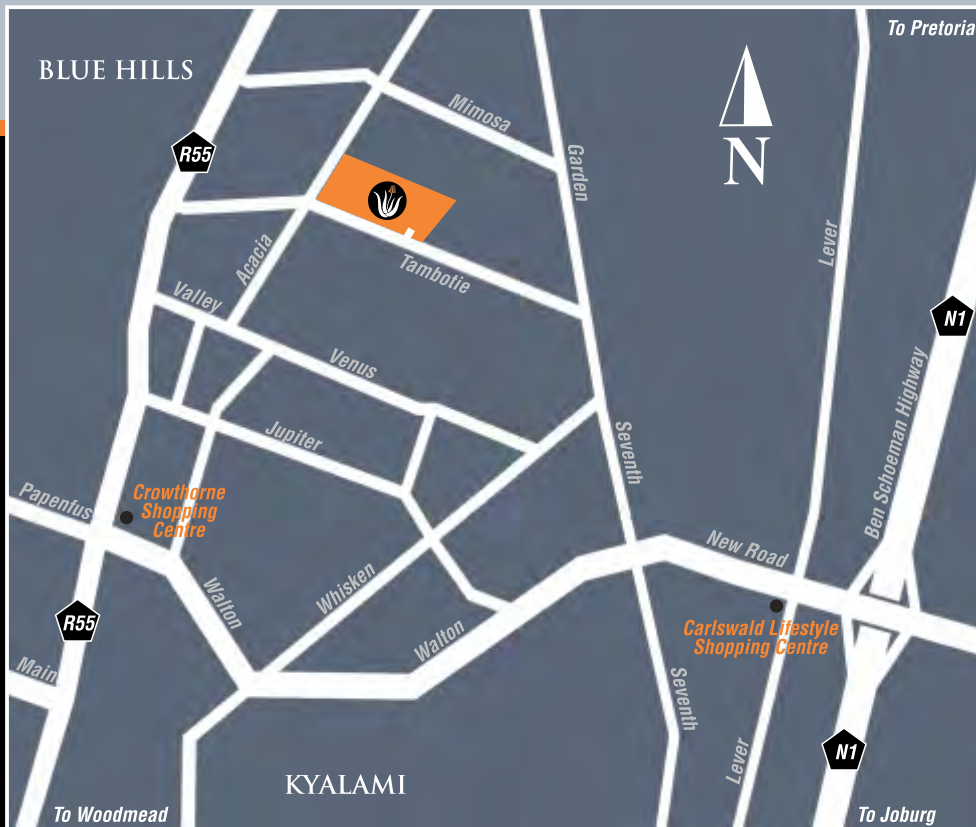 To Pretoria
BLUE HILLS
Mimosa
R55
Garden
N
Acacia
Lever
Tambotie
Valley
N1
Venus
Ben Schoeman Highway
Jupiter
Seventh
Papenfus
Crowthorne
Shopping
Centre
New Road
Whisken
Walton
R55
Walton
Carlswald Lifestyle
Shopping Centre
Main
Seventh
Lever
N1
KYALAMI
To Woodmead
To Joburg